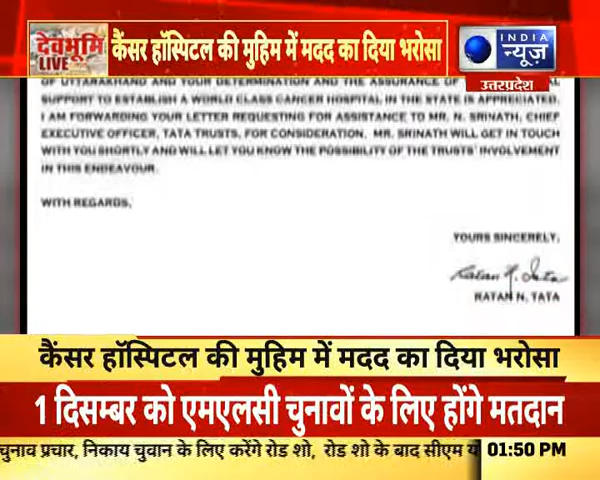 देवभूमि
LIVE
कैंसर हॉस्पिटल की मुहिम में मदद का दिया भरोसा
INDIA
न्यूज़
उत्तरप्रदेश
OF UTTARAKHAND AND YOUR DETERMINATION AND THE ASSURANCE OF
SUPPORT TO ESTABLISH A WORLD CLASS CANCER HOSPITAL IN THE STATE IS APPRECIATED.
I AM FORWARDING YOUR LETTER REQUESTING FOR ASSISTANCE TO MR. N. SRINATH, CHIEF
EXECUTIVE OFFICER, TATA TRUSTS, FOR CONSIDERATION. MR. SRINATH WILL GET IN TOUCH
WITH YOU SHORTLY AND WILL LET YOU KNOW THE POSSIBILITY OF THE TRUSTS' INVOLVEMENT
IN THIS ENDEAVOUR.
WITH REGARDS,
YOURS SINCERELY,
Ratan N. Tata
RATAN N. TATA
कैंसर हॉस्पिटल की मुहिम में मदद का दिया भरोसा
1 दिसम्बर को एमएलसी चुनावों के लिए होंगे मतदान
चुनाव प्रचार, निकाय चुवान के लिए करेंगे रोड शो, रोड शो के बाद सीएम
01:50 PM